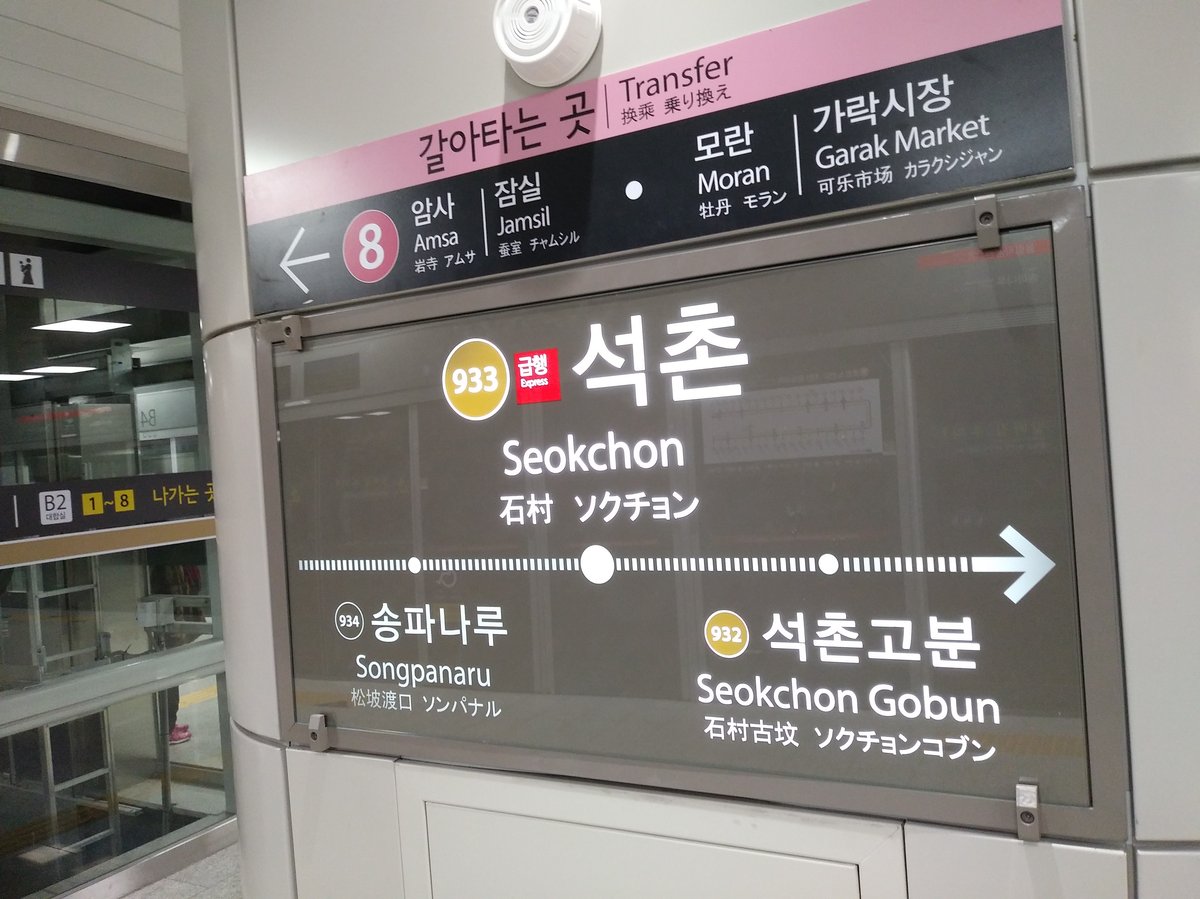 갈아타는 곳 Transfer
换乘 乗り換え
8 암사 Amsa 岩寺 アムサ
잠실 Jamsil 蚕室 チャムシル
모란 Moran 牡丹 モラン
가락시장 Garak Market 可乐市场 カラクシジャン
933 급행 Express 석촌
Seokchon
石村 ソクチョン
934 송파나루
Songpanaru
松坡渡口 ソンパナル
932 석촌고분
Seokchon Gobun
石村古坟 ソクチョンコブン
B2 대합실 1~8 나가는 곳
B4